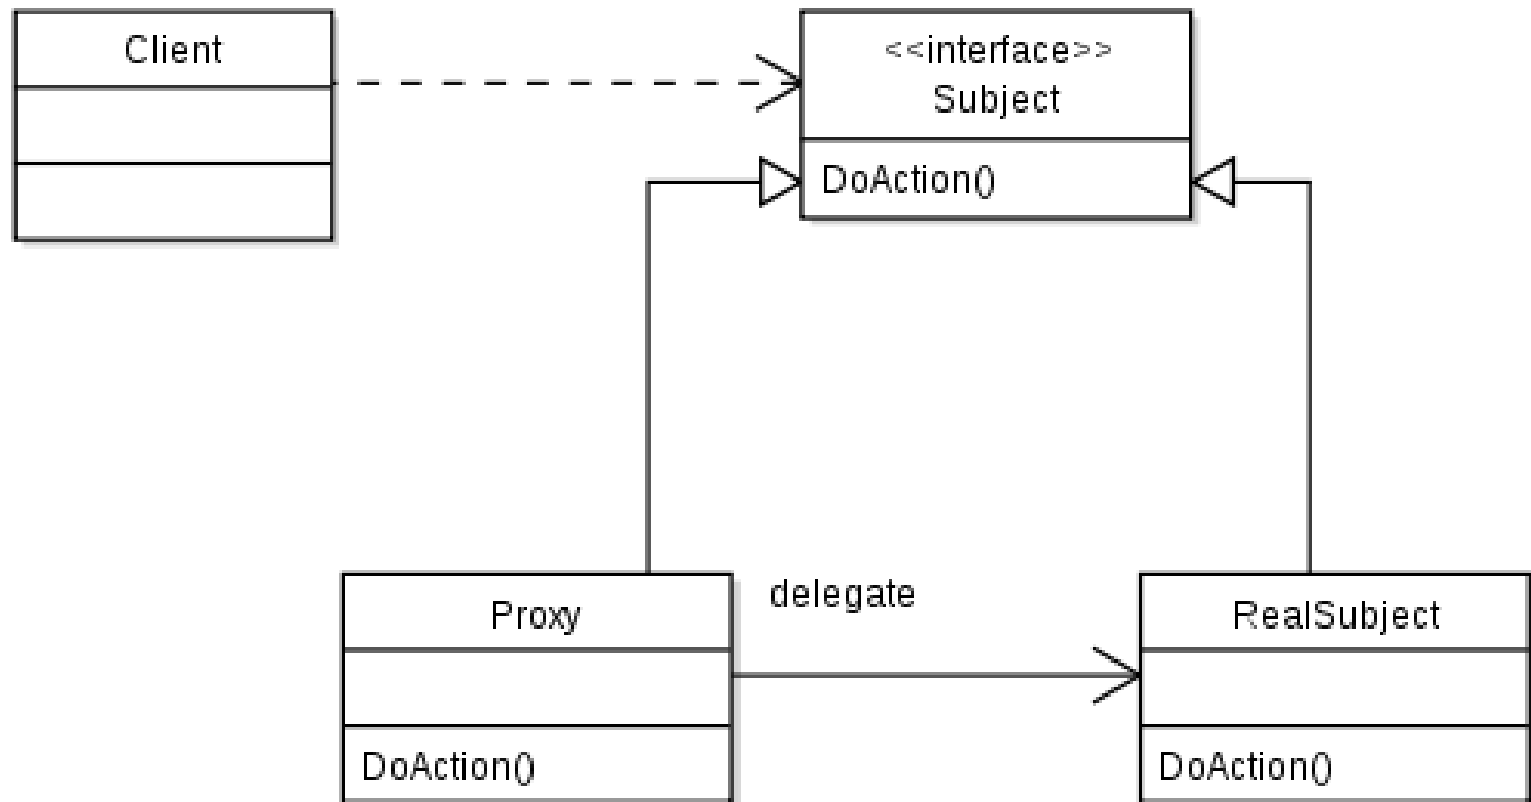 Client
<<interface>>
Subject
DoAction()
delegate
Proxy
RealSubject
DoAction()
DoAction()